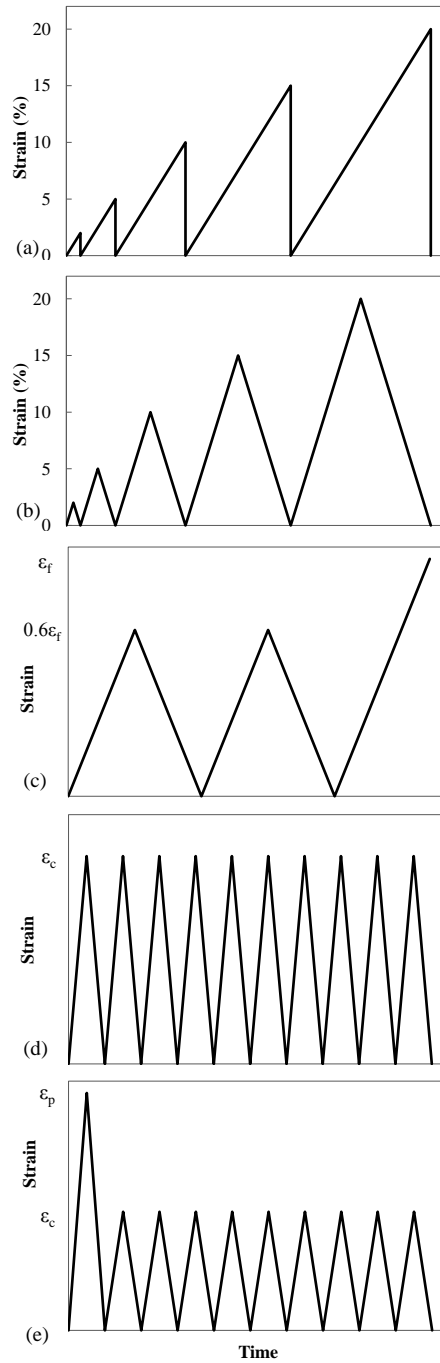 20
15
Strain (%)
10
5
(a)
0
20
15
Strain (%)
10
5
(b)
0
εf
0.6εf
Strain
(c)
εc
Strain
(d)
εp
Strain
εc
(e)
Time